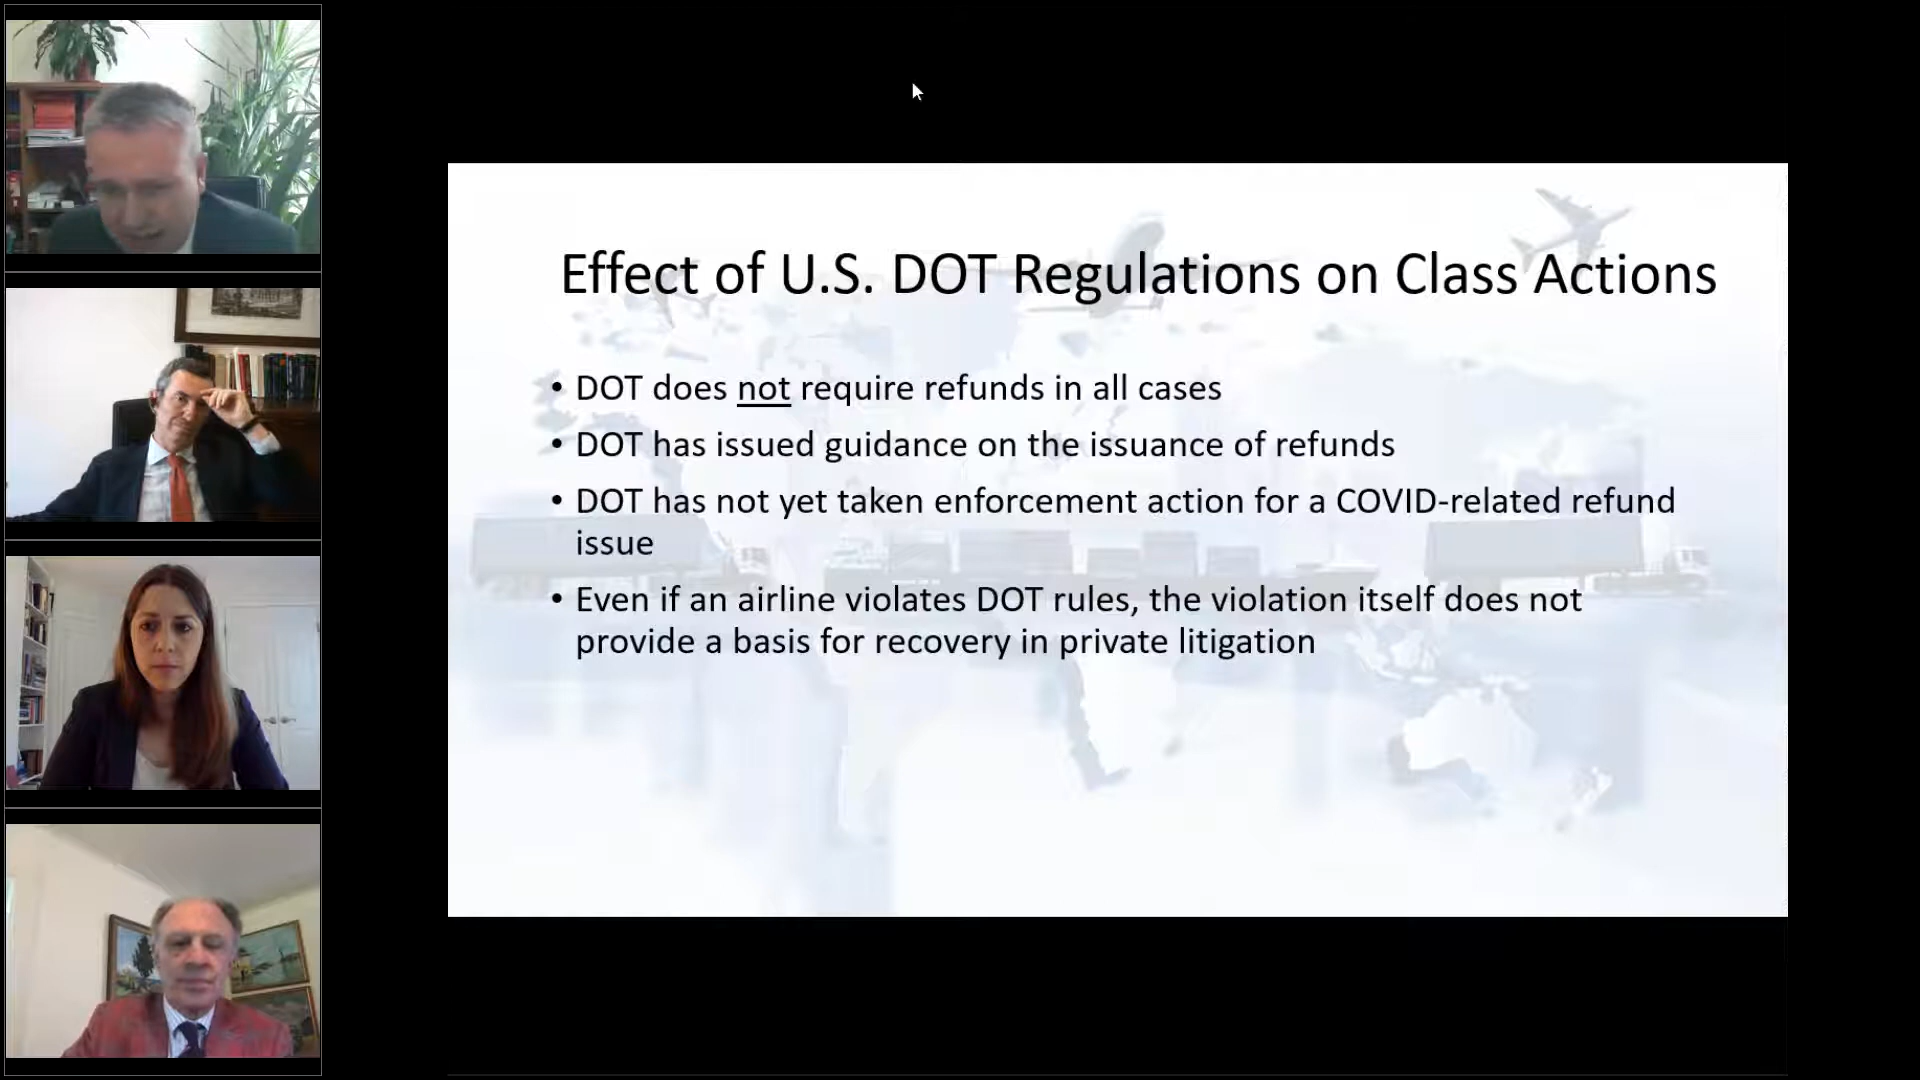 Effect of U.S. DOT Regulations on Class Actions
• DOT does not require refunds in all cases
• DOT has issued guidance on the issuance of refunds
• DOT has not yet taken enforcement action for a COVID-related refund
issue
• Even if an airline violates DOT rules, the violation itself does not
provide a basis for recovery in private litigation